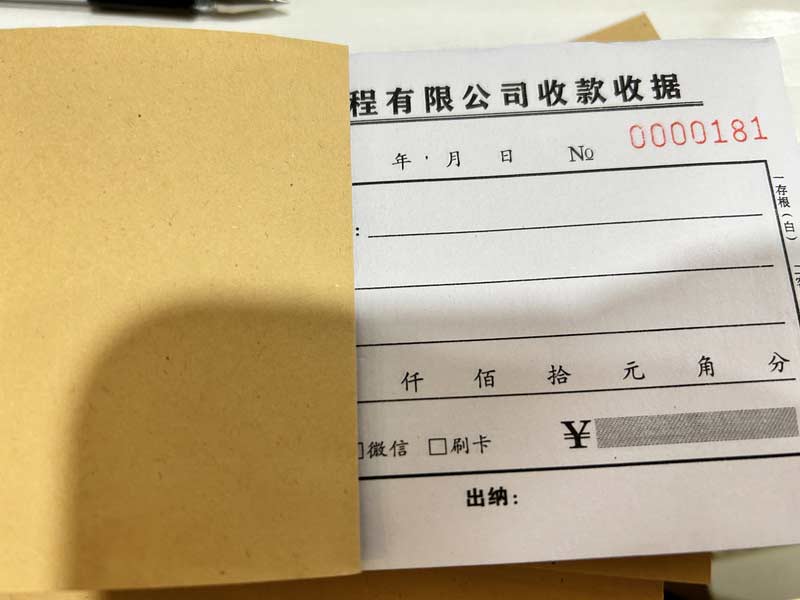 程有限公司收款收据
年 月 日 № 0000181
:
仟 佰 拾 元 角 分
微信 □刷卡 ¥
出纳:
一存根(白)